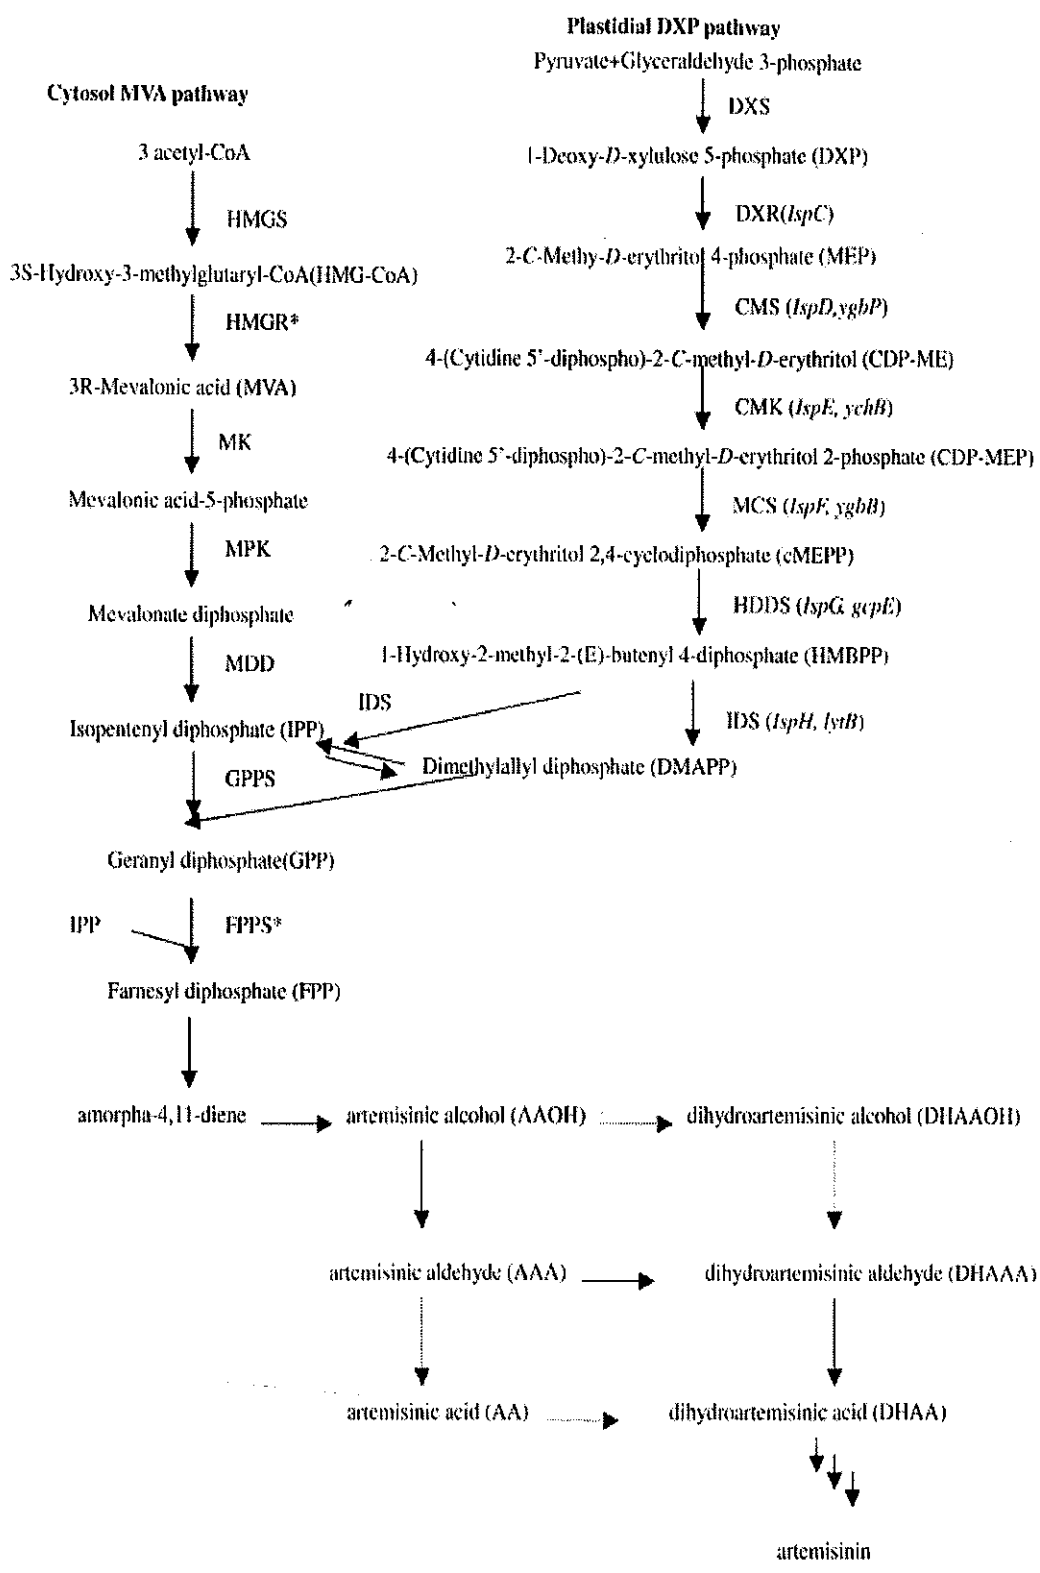 Plastidial DXP pathway
Pyruvate+Glyceraldehyde 3-phosphate
Cytosol MVA pathway
DXS
3 acetyl-CoA
1-Deoxy-D-xylulose 5-phosphate (DXP)
HMGS
DXR(IspC)
2-C-Methy-D-erythritol 4-phosphate (MEP)
3S-Hydroxy-3-methylglutaryl-CoA(HMG-CoA)
CMS (IspD,ygbP)
HMGR*
4-(Cytidine 5'-diphospho)-2-C-methyl-D-erythritol (CDP-ME)
3R-Mevalonic acid (MVA)
CMK (IspE, ychB)
MK
4-(Cytidine 5'-diphospho)-2-C-methyl-D-erythritol 2-phosphate (CDP-MEP)
Mevalonic acid-5-phosphate
MCS (IspF, ygbB)
MPK
2-C-Methyl-D-erythritol 2,4-cyclodiphosphate (cMEPP)
Mevalonate diphosphate
HDDS (IspG, gcpE)
MDD
1-Hydroxy-2-methyl-2-(E)-butenyl 4-diphosphate (HMBPP)
IDS
IDS (IspH, lytB)
Isopentenyl diphosphate (IPP)
Dimethylallyl diphosphate (DMAPP)
GPPS
Geranyl diphosphate(GPP)
IPP
FPPS*
Farnesyl diphosphate (FPP)
amorpha-4,11-diene
artemisinic alcohol (AAOH)
dihydroartemisinic alcohol (DHAAOH)
artemisinic aldehyde (AAA)
dihydroartemisinic aldehyde (DHAAA)
artemisinic acid (AA)
dihydroartemisinic acid (DHAA)
artemisinin